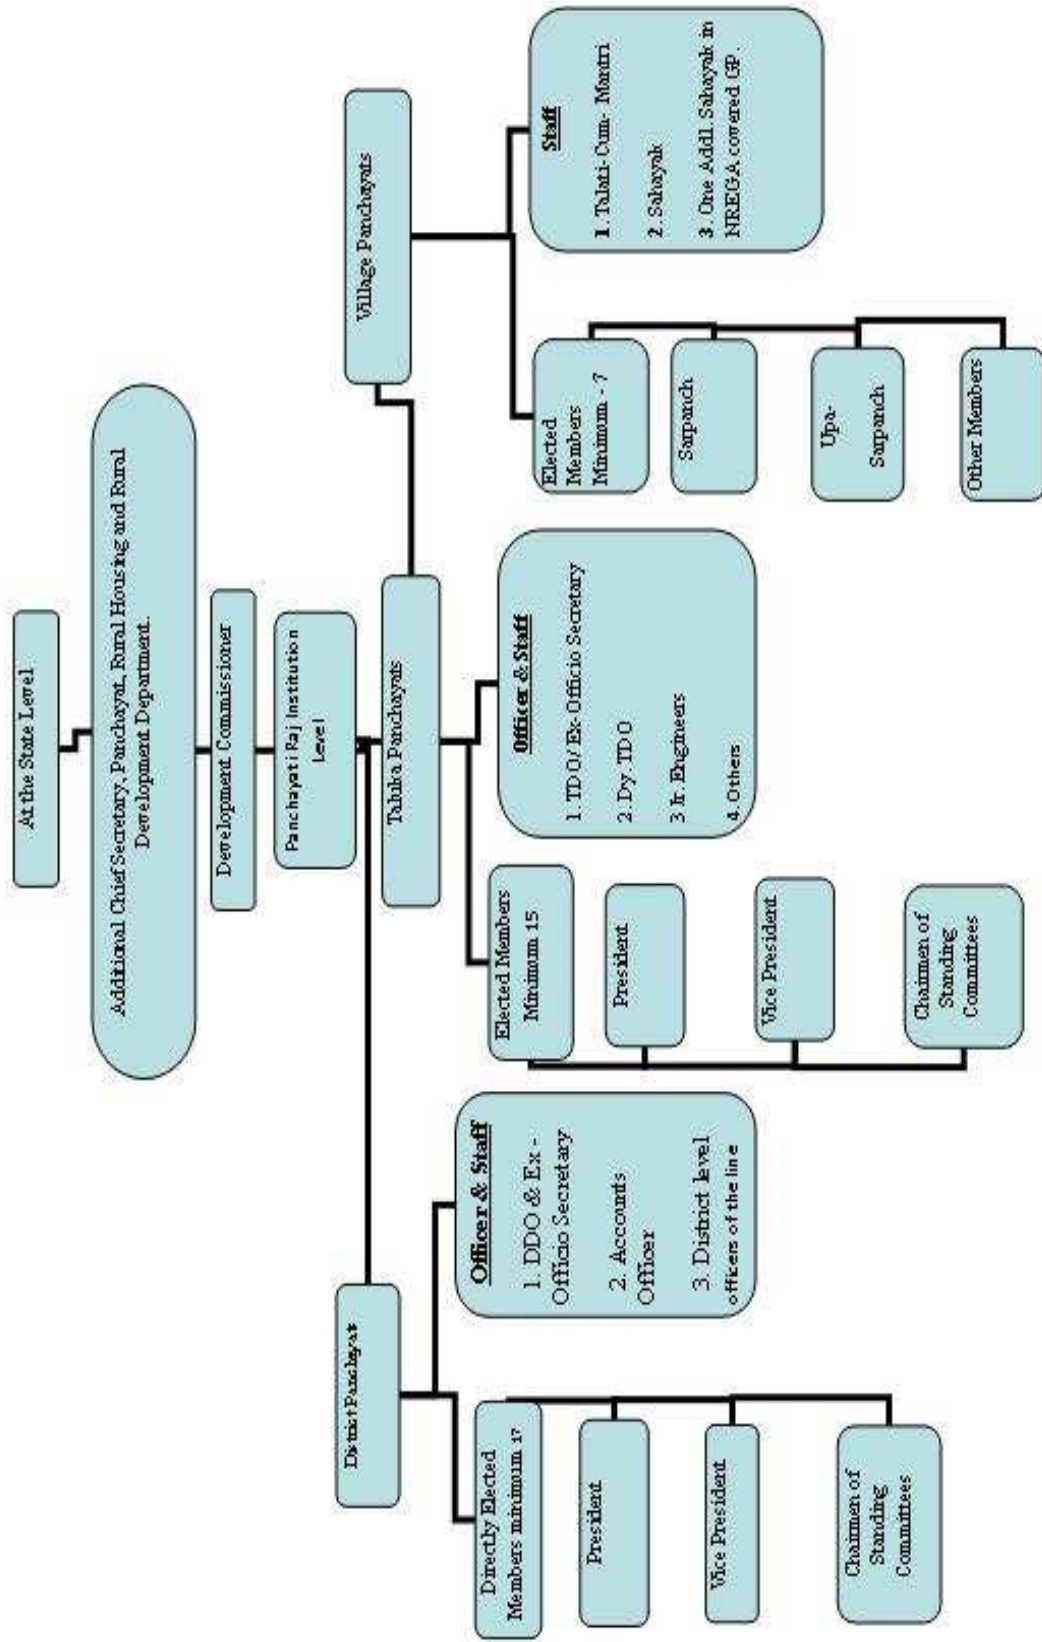 At the State Level
Additional Chief Secretary, Panchayat, Rural Housing and Rural
Development Department.
Development Commissioner
Panchayati Raj Institution
Level
District Panchayats
Directly Elected
Members minimum 17
President
Vice President
Chairmen of
Standing
Committees
Officer & Staff
1. DDO & Ex -
Officio Secretary
2. Accounts
Officer
3. District level
officers of the line
Taluka Panchayats
Elected Members
Minimum 15
President
Vice President
Chairmen of
Standing
Committees
Officer & Staff
1. TDO/ Ex- Officio Secretary
2. Dy. TDO
3 Jr. Engineers
4. Others
Village Panchayats
Elected
Members
Minimum - 7
Sarpanch
Upa-
Sarpanch
Other Members
Staff
1. Talati-Cum- Mantri
2. Sahayak
3. One Addl. Sahayak in
NREGA covered GP.